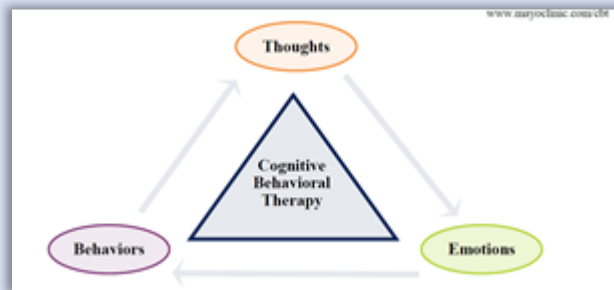 www.mayoclinic.com/cbt
Thoughts
Cognitive
Behavioral
Therapy
Behaviors
Emotions